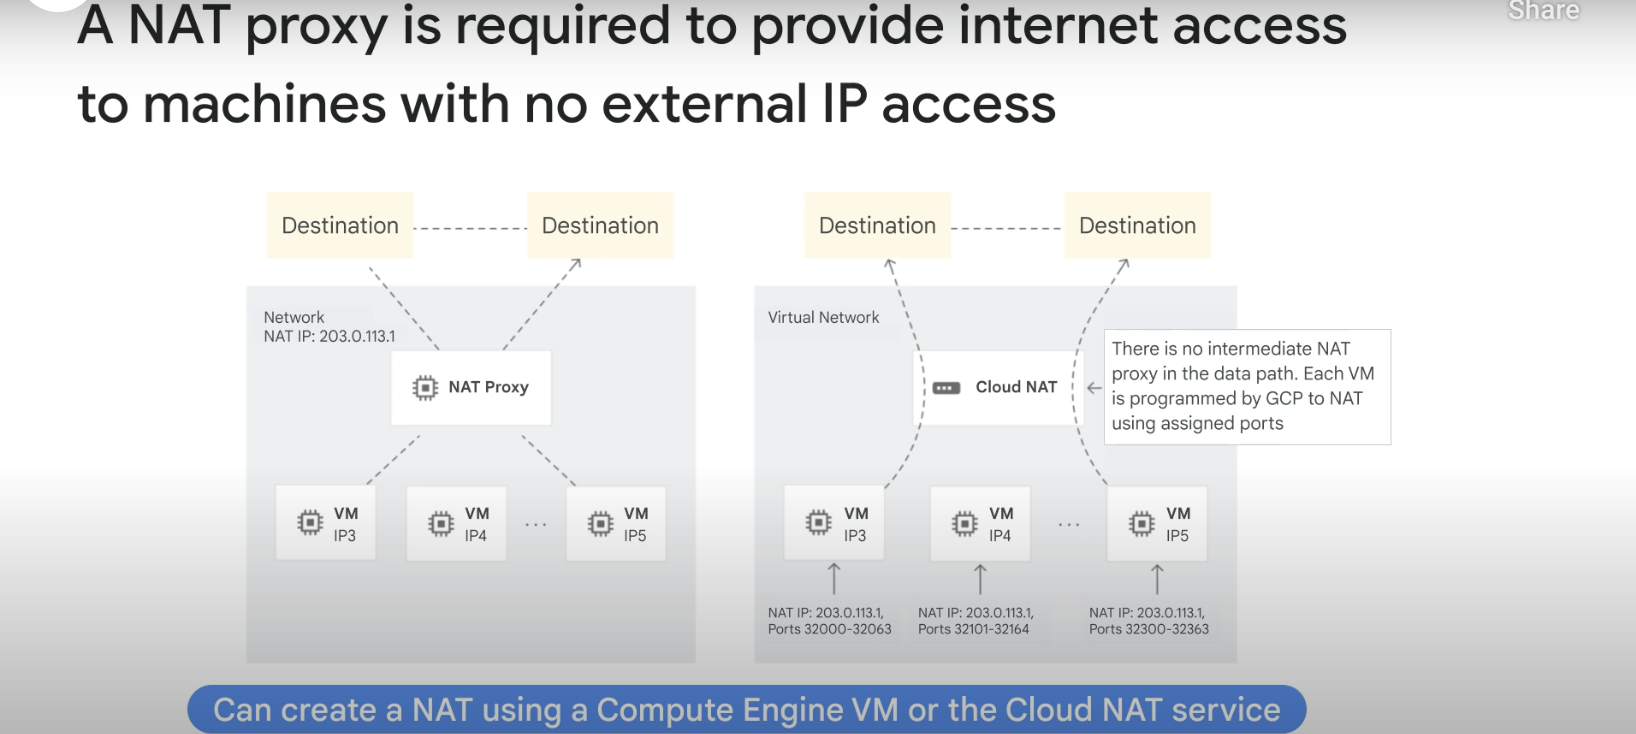 A NAT proxy is required to provide internet access
Share
to machines with no external IP access
Destination
Destination
Network
NAT IP: 203.0.113.1
NAT Proxy
VM
IP3
VM
IP4
...
VM
IP5
Destination
Destination
Virtual Network
Cloud NAT
There is no intermediate NAT
proxy in the data path. Each VM
is programmed by GCP to NAT
using assigned ports
VM
IP3
VM
IP4
...
VM
IP5
NAT IP: 203.0.113.1,
Ports 32000-32063
NAT IP: 203.0.113.1,
Ports 32101-32164
NAT IP: 203.0.113.1,
Ports 32300-32363
Can create a NAT using a Compute Engine VM or the Cloud NAT service